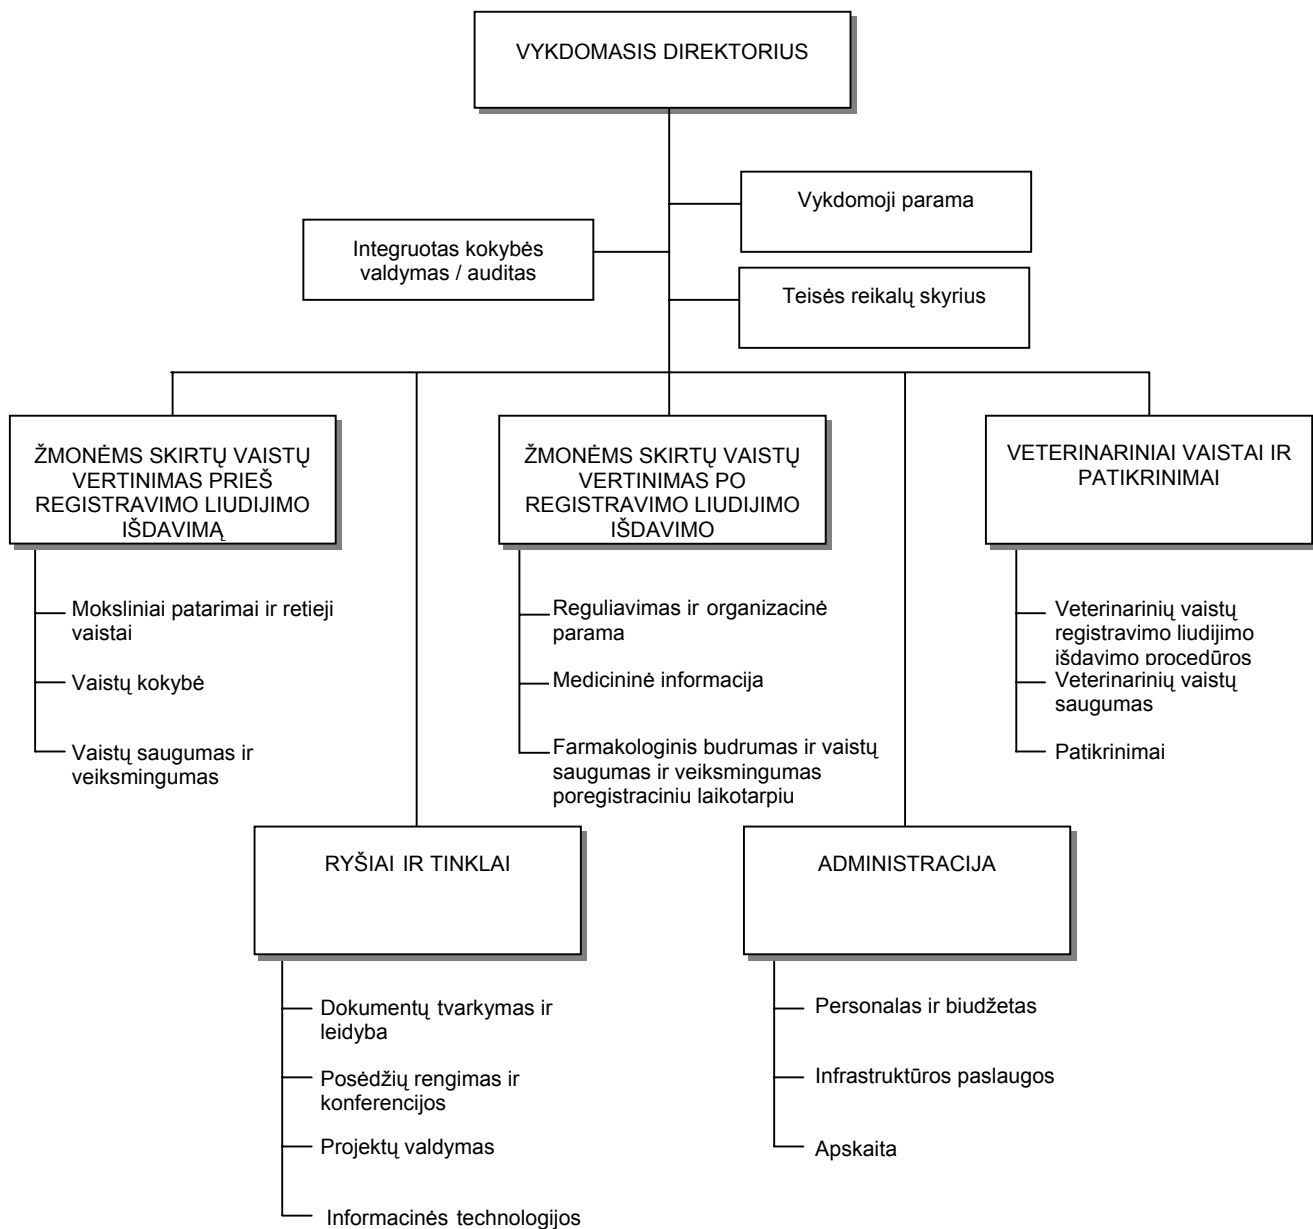 VYKDOMASIS DIREKTORIUS
Vykdomoji parama
Integruotas kokybės
valdymas / auditas
Teisės reikalų skyrius
ŽMONĖMS SKIRTŲ VAISTŲ
VERTINIMAS PRIEŠ
REGISTRAVIMO LIUDIJIMO
IŠDAVIMĄ
Moksliniai patarimai ir retieji
vaistai
Vaistų kokybė
Vaistų saugumas ir
veiksmingumas
ŽMONĖMS SKIRTŲ VAISTŲ
VERTINIMAS PO
REGISTRAVIMO LIUDIJIMO
IŠDAVIMO
Reguliavimas ir organizacinė
parama
Medicininė informacija
Farmakologinis budrumas ir vaistų
saugumas ir veiksmingumas
poregistraciniu laikotarpiu
VETERINARINIAI VAISTAI IR
PATIKRINIMAI
Veterinarinių vaistų
registravimo liudijimo
išdavimo procedūros
Veterinarinių vaistų
saugumas
Patikrinimai
RYŠIAI IR TINKLAI
Dokumentų tvarkymas ir
leidyba
Posėdžių rengimas ir
konferencijos
Projektų valdymas
Informacinės technologijos
ADMINISTRACIJA
Personalas ir biudžetas
Infrastruktūros paslaugos
Apskaita